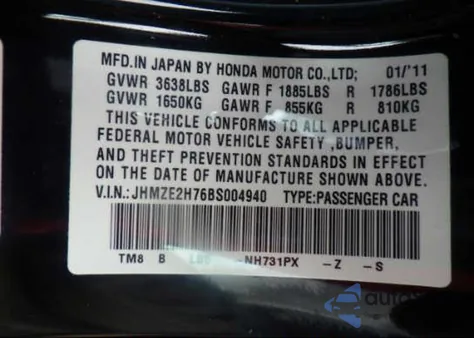 MFD.IN JAPAN BY HONDA MOTOR CO.,LTD; 01/'11
GVWR 3638LBS GAWR F 1885LBS R 1786LBS
GVWR 1650KG GAWR F 855KG R 810KG
THIS VEHICLE CONFORMS TO ALL APPLICABLE
FEDERAL MOTOR VEHICLE SAFETY ,BUMPER,
AND THEFT PREVENTION STANDARDS IN EFFECT
ON THE DATE OF MANUFACTURE SHOWN ABOVE.
V.I.N.:JHMZE2H76BS004940 TYPE:PASSENGER CAR
TM8 B -NH731PX -Z -S